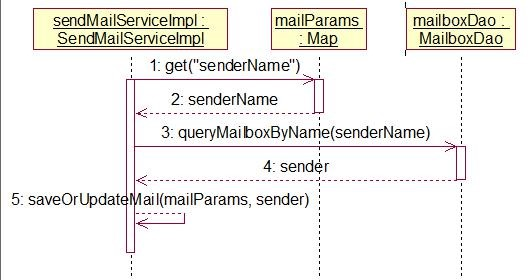 sendMailServiceImpl :
SendMailServiceImpl
mailParams
: Map
mailboxDao :
MailboxDao
1: get("senderName")
2: senderName
3: queryMailboxByName(senderName)
4: sender
5: saveOrUpdateMail(mailParams, sender)